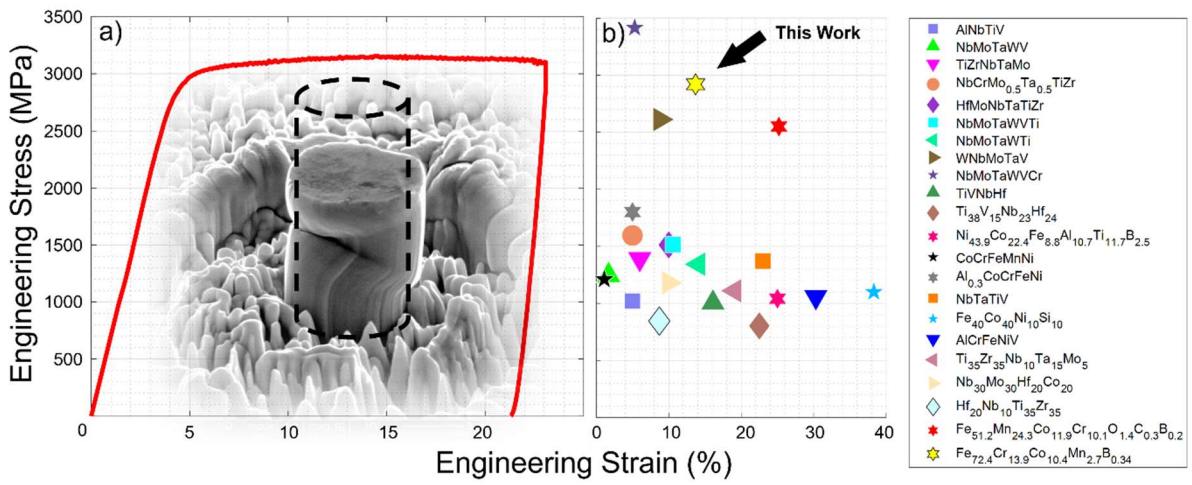 a)
b)
This Work
Engineering Stress (MPa)
3500
3000
2500
2000
1500
1000
500
0
5
10
15
20
0
10
20
30
40
Engineering Strain (%)
AlNbTiV
NbMoTaWV
TiZrNbTaMo
NbCrMo0.5Ta0.5TiZr
HfMoNbTaTiZr
NbMoTaWVTi
NbMoTaWTi
WNbMoTaV
NbMoTaWVCr
TiVNbHf
Ti38V15Nb23Hf24
Ni43.9Co22.4Fe8.8Al10.7Ti11.7B2.5
CoCrFeMnNi
Al0.3CoCrFeNi
NbTaTiV
Fe40Co40Ni10Si10
AlCrFeNiV
Ti35Zr35Nb10Ta15Mo5
Nb30Mo30Hf20Co20
Hf20Nb10Ti35Zr35
Fe51.2Mn24.3Co11.9Cr10.1O1.4C0.3B0.2
Fe72.4Cr13.9Co10.4Mn2.7B0.34